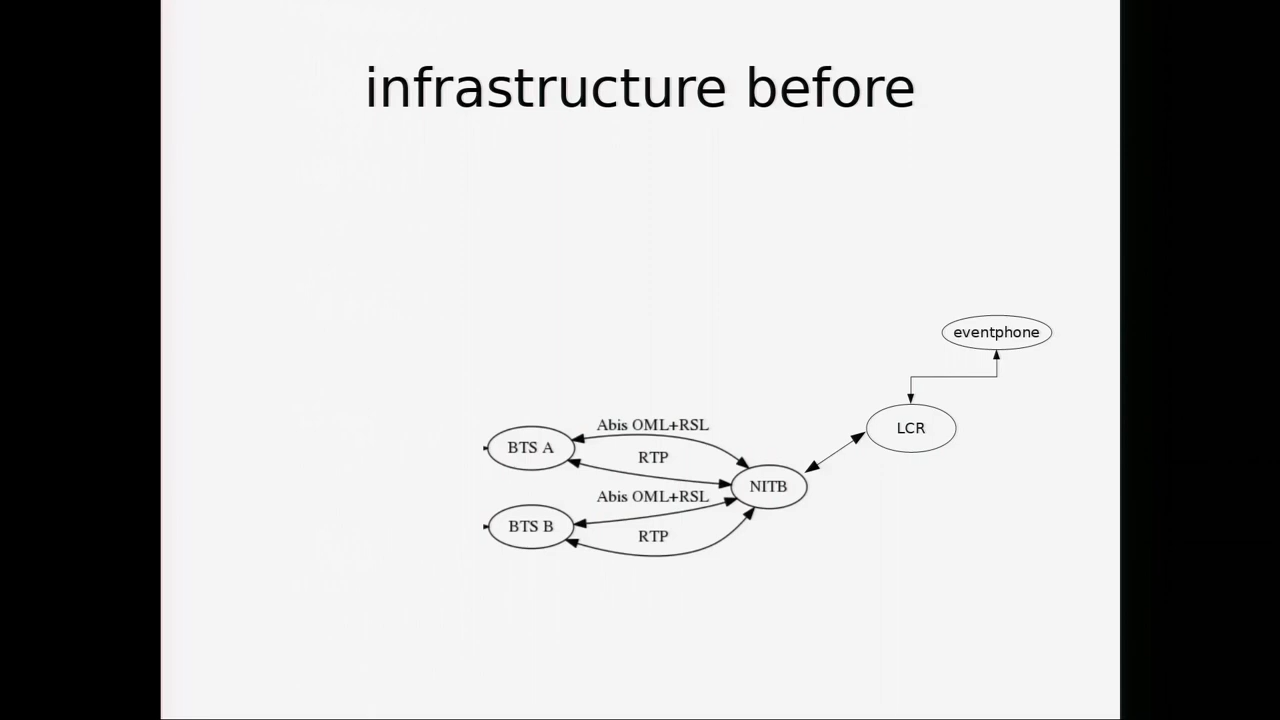 infrastructure before
eventphone
LCR
Abis OML+RSL
BTS A
RTP
NITB
Abis OML+RSL
BTS B
RTP